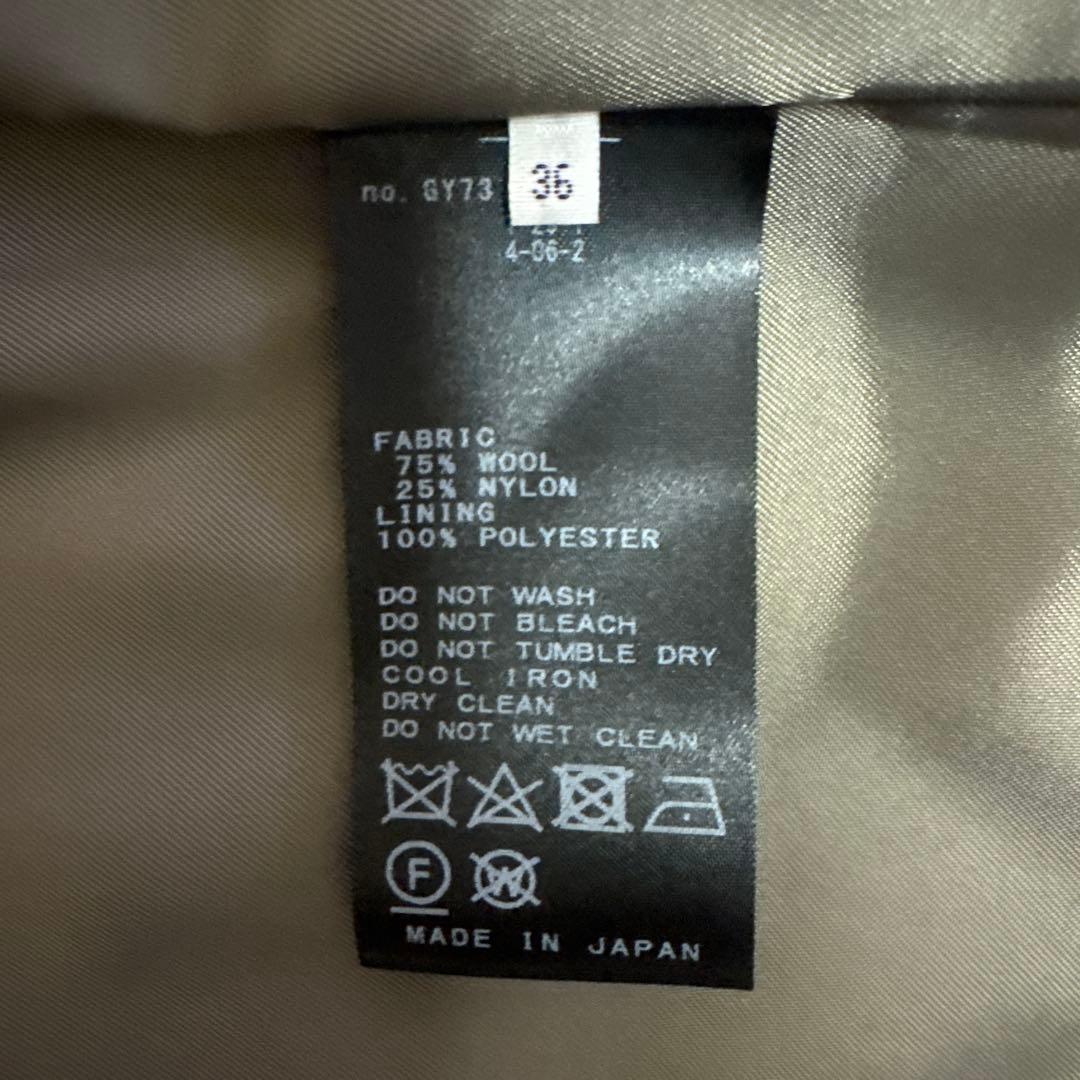 no. GY73
36
4-06-2
FABRIC
75% WOOL
25% NYLON
LINING
100% POLYESTER
DO NOT WASH
DO NOT BLEACH
DO NOT TUMBLE DRY
COOL IRON
DRY CLEAN
DO NOT WET CLEAN
F
W
MADE IN JAPAN